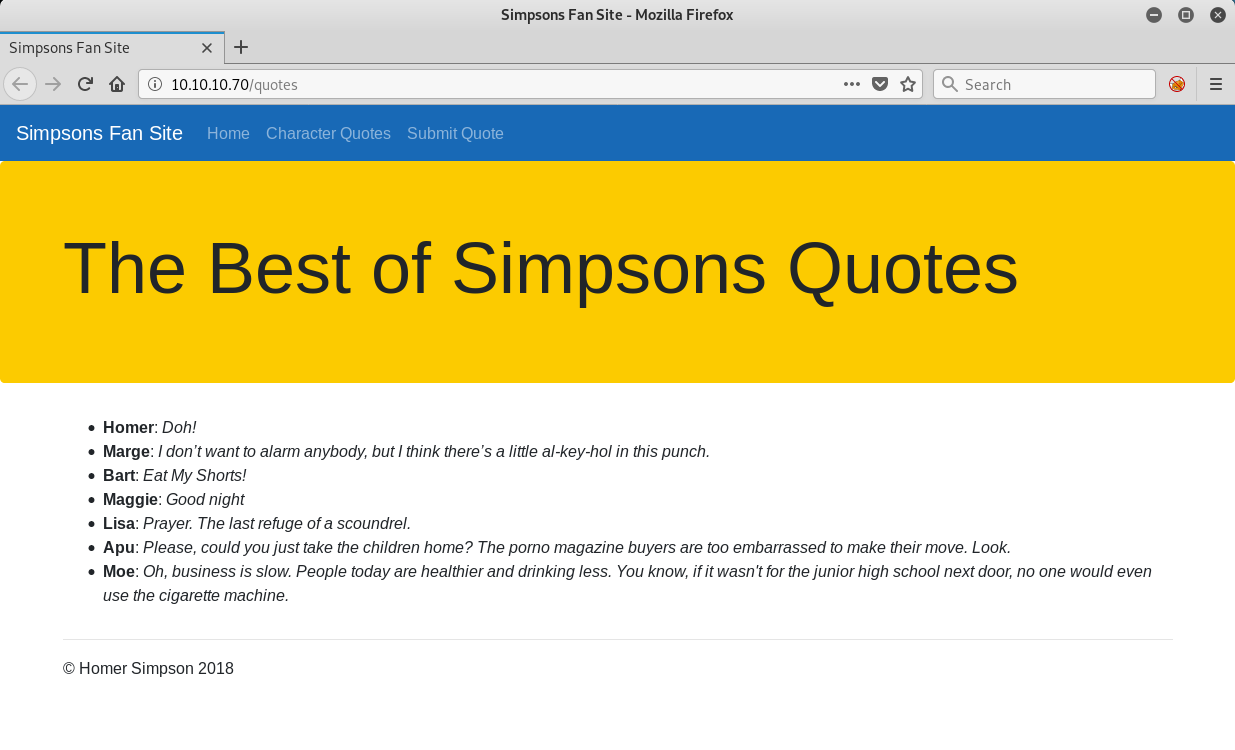 Simpsons Fan Site - Mozilla Firefox
Simpsons Fan Site
10.10.10.70/quotes
Search
Simpsons Fan Site Home Character Quotes Submit Quote
The Best of Simpsons Quotes
Homer: Doh!
Marge: I don’t want to alarm anybody, but I think there’s a little al-key-hol in this punch.
Bart: Eat My Shorts!
Maggie: Good night
Lisa: Prayer. The last refuge of a scoundrel.
Apu: Please, could you just take the children home? The porno magazine buyers are too embarrassed to make their move. Look.
Moe: Oh, business is slow. People today are healthier and drinking less. You know, if it wasn't for the junior high school next door, no one would even
use the cigarette machine.
© Homer Simpson 2018